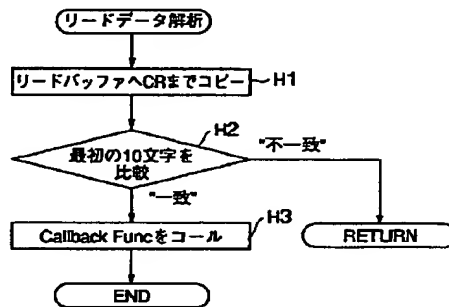 リードデータ解析
リードバッファへCRまでコピー
H1
H2
最初の10文字を
比較
"不一致"
"一致"
H3
Callback Funcをコール
RETURN
END